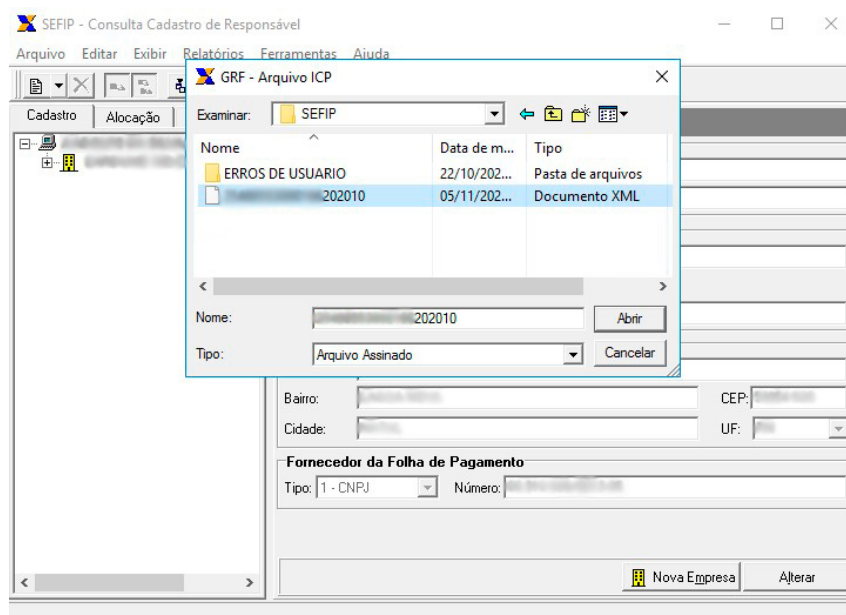 SEFIP - Consulta Cadastro de Responsável
Arquivo Editar Exibir Relatórios Ferramentas Ajuda
GRF - Arquivo ICP
Cadastro Alocação
Examinar: SEFIP
Nome Data de m... Tipo
ERROS DE USUARIO 22/10/202... Pasta de arquivos
202010 05/11/202... Documento XML
Nome: 202010 Abrir
Tipo: Arquivo Assinado Cancelar
Bairro: CEP:
Cidade: UF:
Fornecedor da Folha de Pagamento
Tipo: 1 - CNPJ Número:
Nova Empresa Alterar